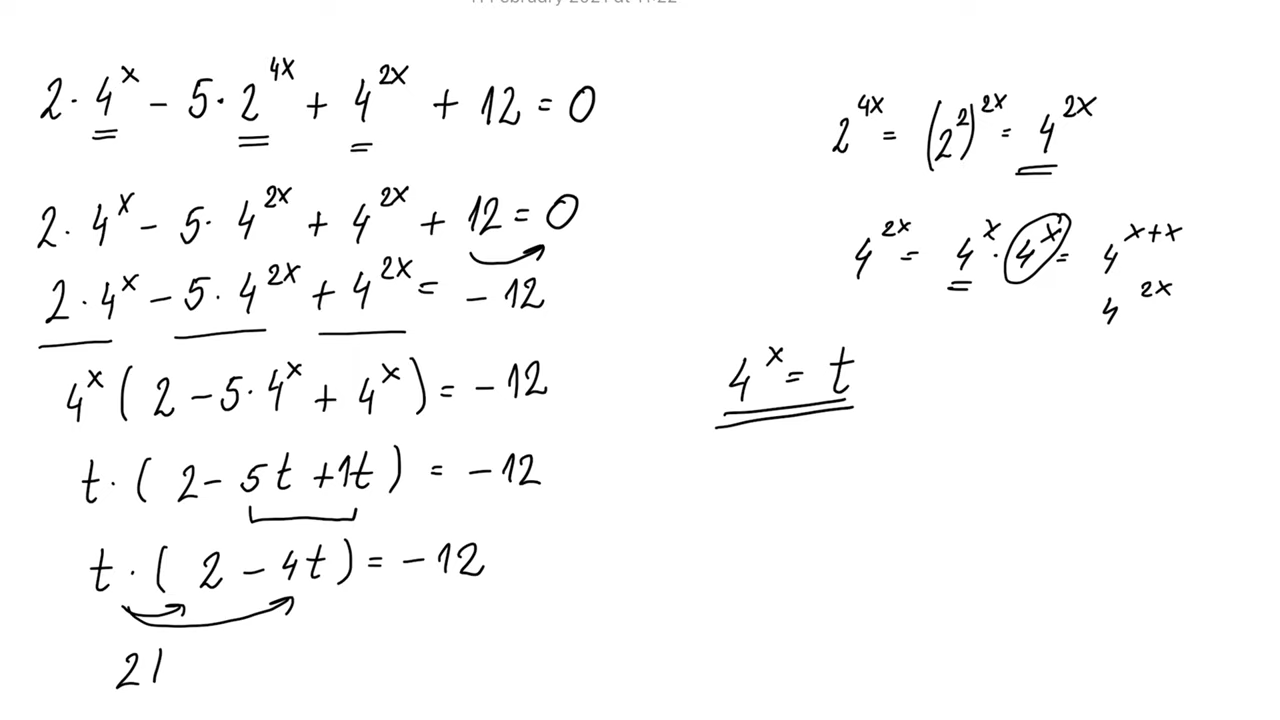 2 · 4^x − 5 · 2^{4x} + 4^{2x} + 12 = 0
2 · 4^x − 5 · 4^{2x} + 4^{2x} + 12 = 0
2 · 4^x − 5 · 4^{2x} + 4^{2x} = −12
4^x ( 2 − 5 · 4^x + 4^x ) = −12
t · ( 2 − 5t + 1t ) = −12
t · ( 2 − 4t ) = −12
2^{4x} = (2^2)^{2x} = 4^{2x}
4^{2x} = 4^x · 4^x = 4^{x+x}
4^{2x}
4^x = t